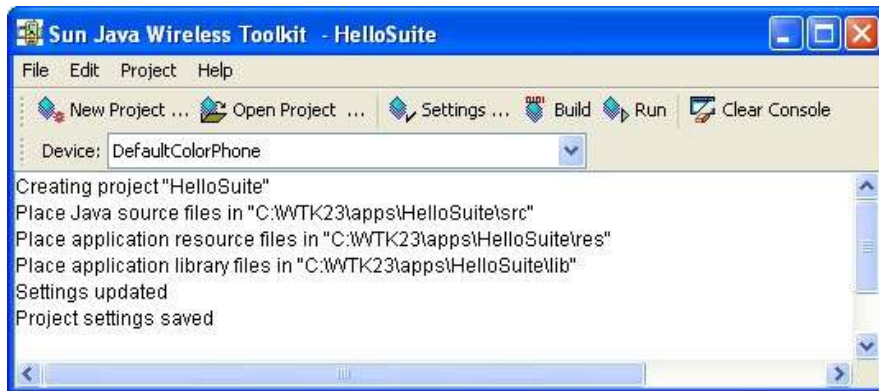 Sun Java Wireless Toolkit - HelloSuite
File Edit Project Help
New Project ... Open Project ... Settings ... Build Run Clear Console
Device: DefaultColorPhone
Creating project "HelloSuite"
Place Java source files in "C:\WTK23\apps\HelloSuite\src"
Place application resource files in "C:\WTK23\apps\HelloSuite\res"
Place application library files in "C:\WTK23\apps\HelloSuite\lib"
Settings updated
Project settings saved